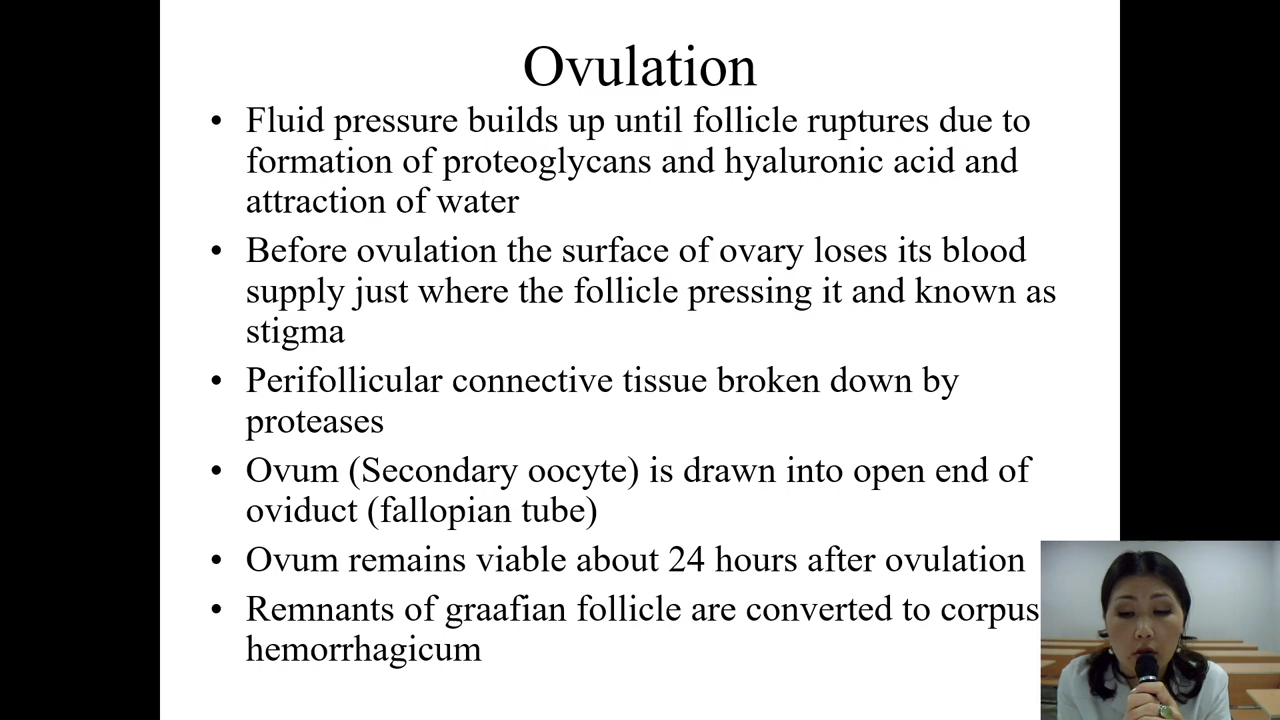 Ovulation
• Fluid pressure builds up until follicle ruptures due to
formation of proteoglycans and hyaluronic acid and
attraction of water
• Before ovulation the surface of ovary loses its blood
supply just where the follicle pressing it and known as
stigma
• Perifollicular connective tissue broken down by
proteases
• Ovum (Secondary oocyte) is drawn into open end of
oviduct (fallopian tube)
• Ovum remains viable about 24 hours after ovulation
• Remnants of graafian follicle are converted to corpus
hemorrhagicum